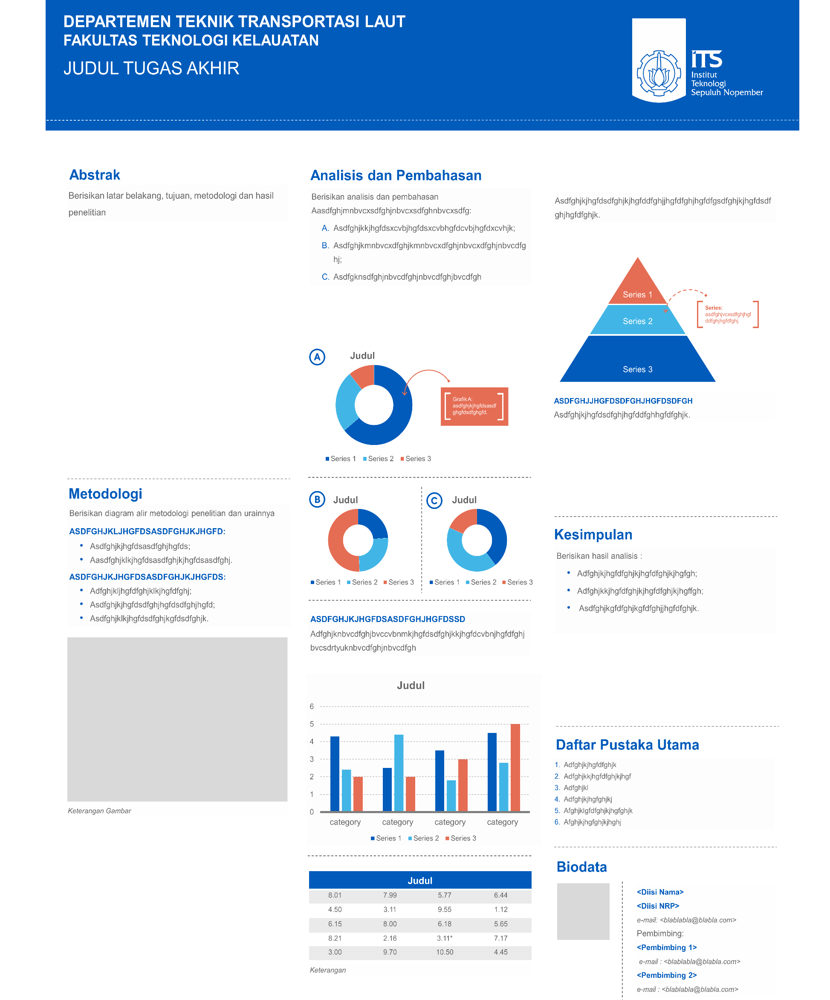 DEPARTEMEN TEKNIK TRANSPORTASI LAUT
FAKULTAS TEKNOLOGI KELAUATAN
JUDUL TUGAS AKHIR
iTS
Institut
Teknologi
Sepuluh Nopember
Abstrak
Berisikan latar belakang, tujuan, metodologi dan hasil
penelitian
Metodologi
Berisikan diagram alir metodologi penelitian dan urainnya
ASDFGHJKLJHGFDSASDFGHJKJHGFD:
• Asdfghjkjhgfdsasdfghjhgfds;
• Aasdfghjklkjhgfdsasdfghjkjhgfdsasdfghj.
ASDFGHJKJHGFDSASDFGHJKJHGFDS:
• Adfghjkljhgfdfghjklkjhgfdfghj;
• Asdfghjkjhgfdsdfghjhgfdsdfghjhgfd;
• Asdfghjklkjhgfdsdfghjkgfdsdfghjk.
Keterangan Gambar
Analisis dan Pembahasan
Berisikan analisis dan pembahasan
Aasdfghjmnbvcxsdfghjnbvcxsdfghnbvcxsdfg:
A. Asdfghjkkjhgfdsxcvbjhgfdsxcvbhgfdcvbjhgfdxcvhjk;
B. Asdfghjkmnbvcxdfghjkmnbvcxdfghjnbvcxdfghjnbvcdfg
hj;
C. Asdfgknsdfghjnbvcdfghjnbvcdfghjbvcdfgh
A
Judul
Grafik A:
asdfghjkjhgfdsasdf
ghgfdsdfghgfd.
Series 1 Series 2 Series 3
B
Judul
Series 1 Series 2 Series 3
C
Judul
Series 1 Series 2 Series 3
ASDFGHJKJHGFDSASDFGHJHGFDSSD
Adfghjknbvcdfghjbvccvbnmkjhgfdsdfghjkkjhgfdcvbnjhgfdfghj
bvcsdrtyuknbvcdfghjnbvcdfgh
Judul
6
5
4
3
2
1
0
category category category category
Series 1 Series 2 Series 3
Judul
8.01 7.99 5.77 6.44
4.50 3.11 9.55 1.12
6.15 8.00 6.18 5.65
8.21 2.16 3.11* 7.17
3.00 9.70 10.50 4.45
Keterangan
Asdfghjkjhgfdsdfghjkjhgfddfghjjhgfdfghjhgfdfgsdfghjkjhgfdsdf
ghjhgfdfghjk.
Series 1
Series 2
Series 3
Series:
asdfghjvcxsdfghjhgf
ddfghjhgfdfghj.
ASDFGHJJHGFDSDFGHJHGFDSDFGH
Asdfghjkjhgfdsdfghjhgfddfghhgfdfghjk.
Kesimpulan
Berisikan hasil analisis :
• Adfghjkjhgfdfghjkjhgfdfghjkjhgfgh;
• Adfghjkkjhgfdfghjkjhgfdfghjkjhgffgh;
• Asdfghjkgfdfghjkgfdfghjjhgfdfghjk.
Daftar Pustaka Utama
1. Adfghjkjhgfdfghjk
2. Adfghjkkjhgfdfghjkjhgf
3. Adfghjkl
4. Adfghjkjhgfghjkj
5. Afghjklgfdfghjkjhgfghjk
6. Afghjkjhgfghjkjhghj
Biodata
<Diisi Nama>
<Diisi NRP>
e-mail: <blablabla@blabla.com>
Pembimbing:
<Pembimbing 1>
e-mail : <blablabla@blabla.com>
<Pembimbing 2>
e-mail : <blablabla@blabla.com>